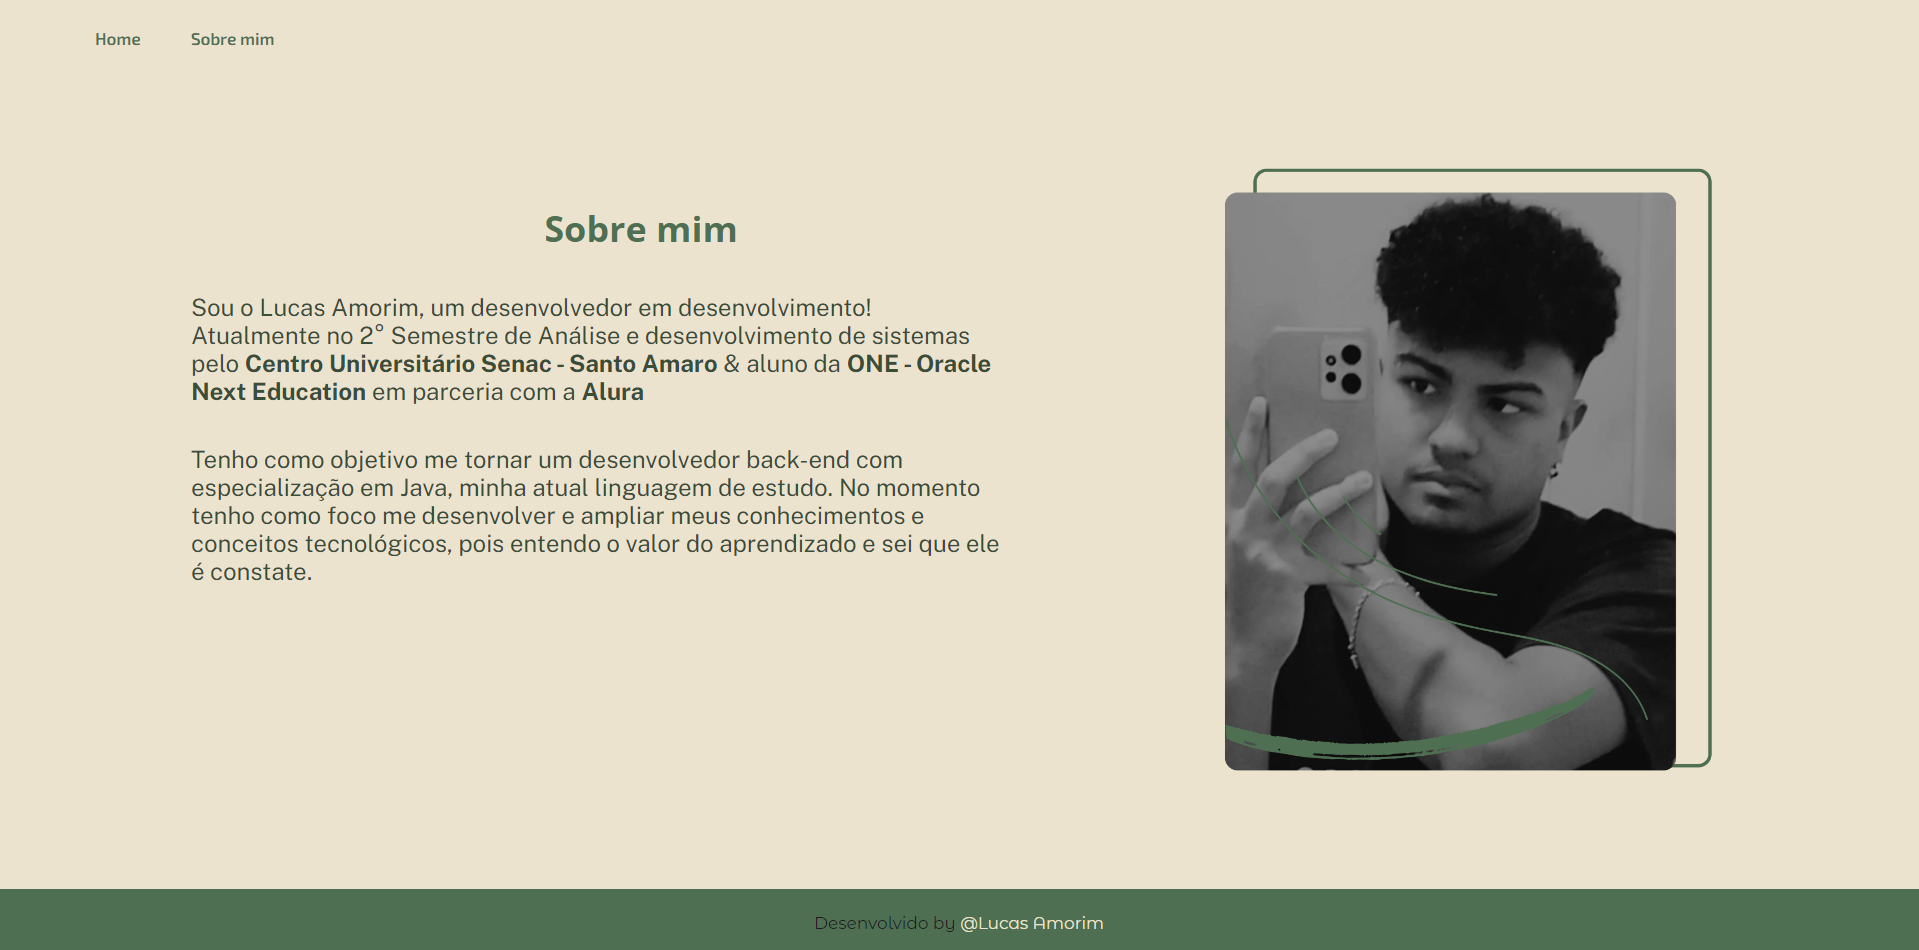 Home
Sobre mim
Sobre mim
Sou o Lucas Amorim, um desenvolvedor em desenvolvimento!
Atualmente no 2° Semestre de Análise e desenvolvimento de sistemas
pelo Centro Universitário Senac - Santo Amaro & aluno da ONE - Oracle
Next Education em parceria com a Alura
Tenho como objetivo me tornar um desenvolvedor back-end com
especialização em Java, minha atual linguagem de estudo. No momento
tenho como foco me desenvolver e ampliar meus conhecimentos e
conceitos tecnológicos, pois entendo o valor do aprendizado e sei que ele
é constate.
Desenvolvido by @Lucas Amorim